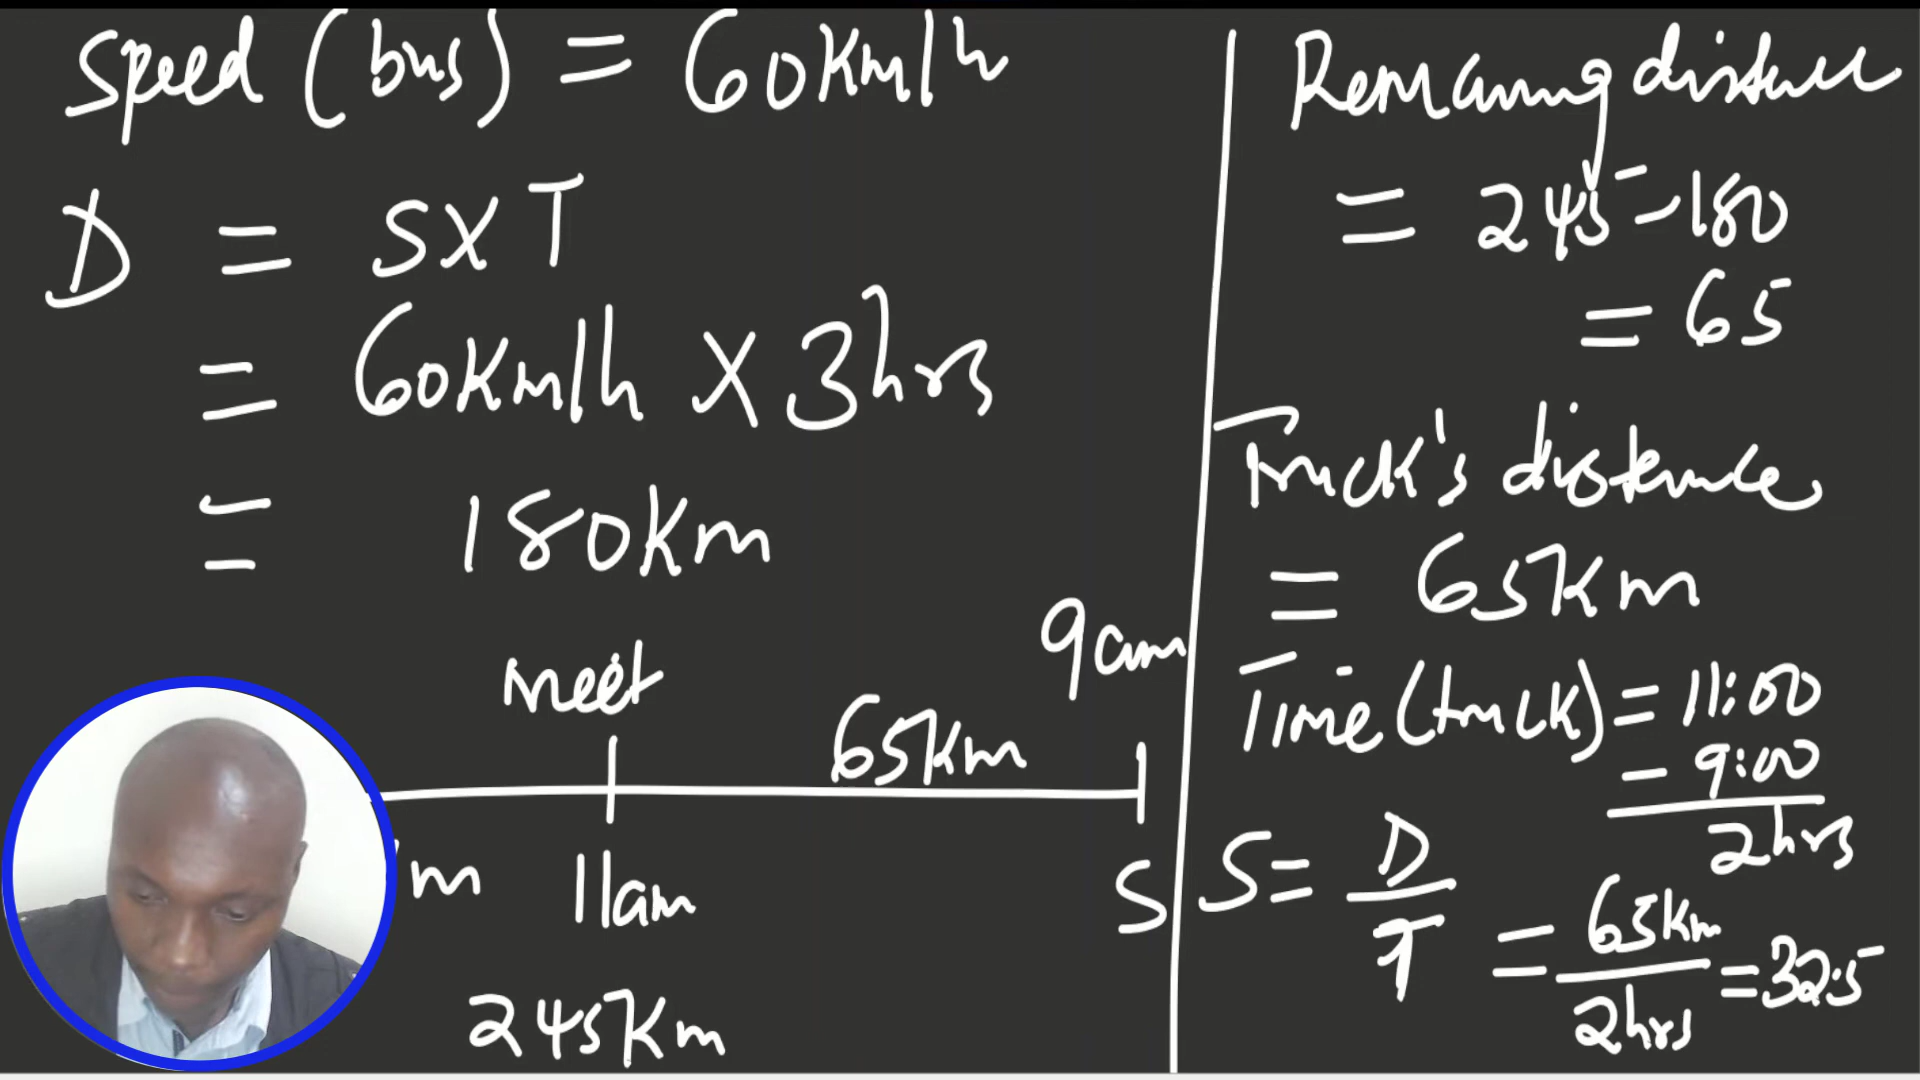 Speed (bus) = 60Km/h
D = S X T
= 60Km/h X 3hrs
= 180Km
meet
9am
65Km
m
11am
S
245Km
Remaining distance
= 245 - 180
= 65
Truck's distance
= 65Km
Time (truck) = 11:00
- 9:00
2hrs
S = D/T = 65Km/2hrs = 32.5